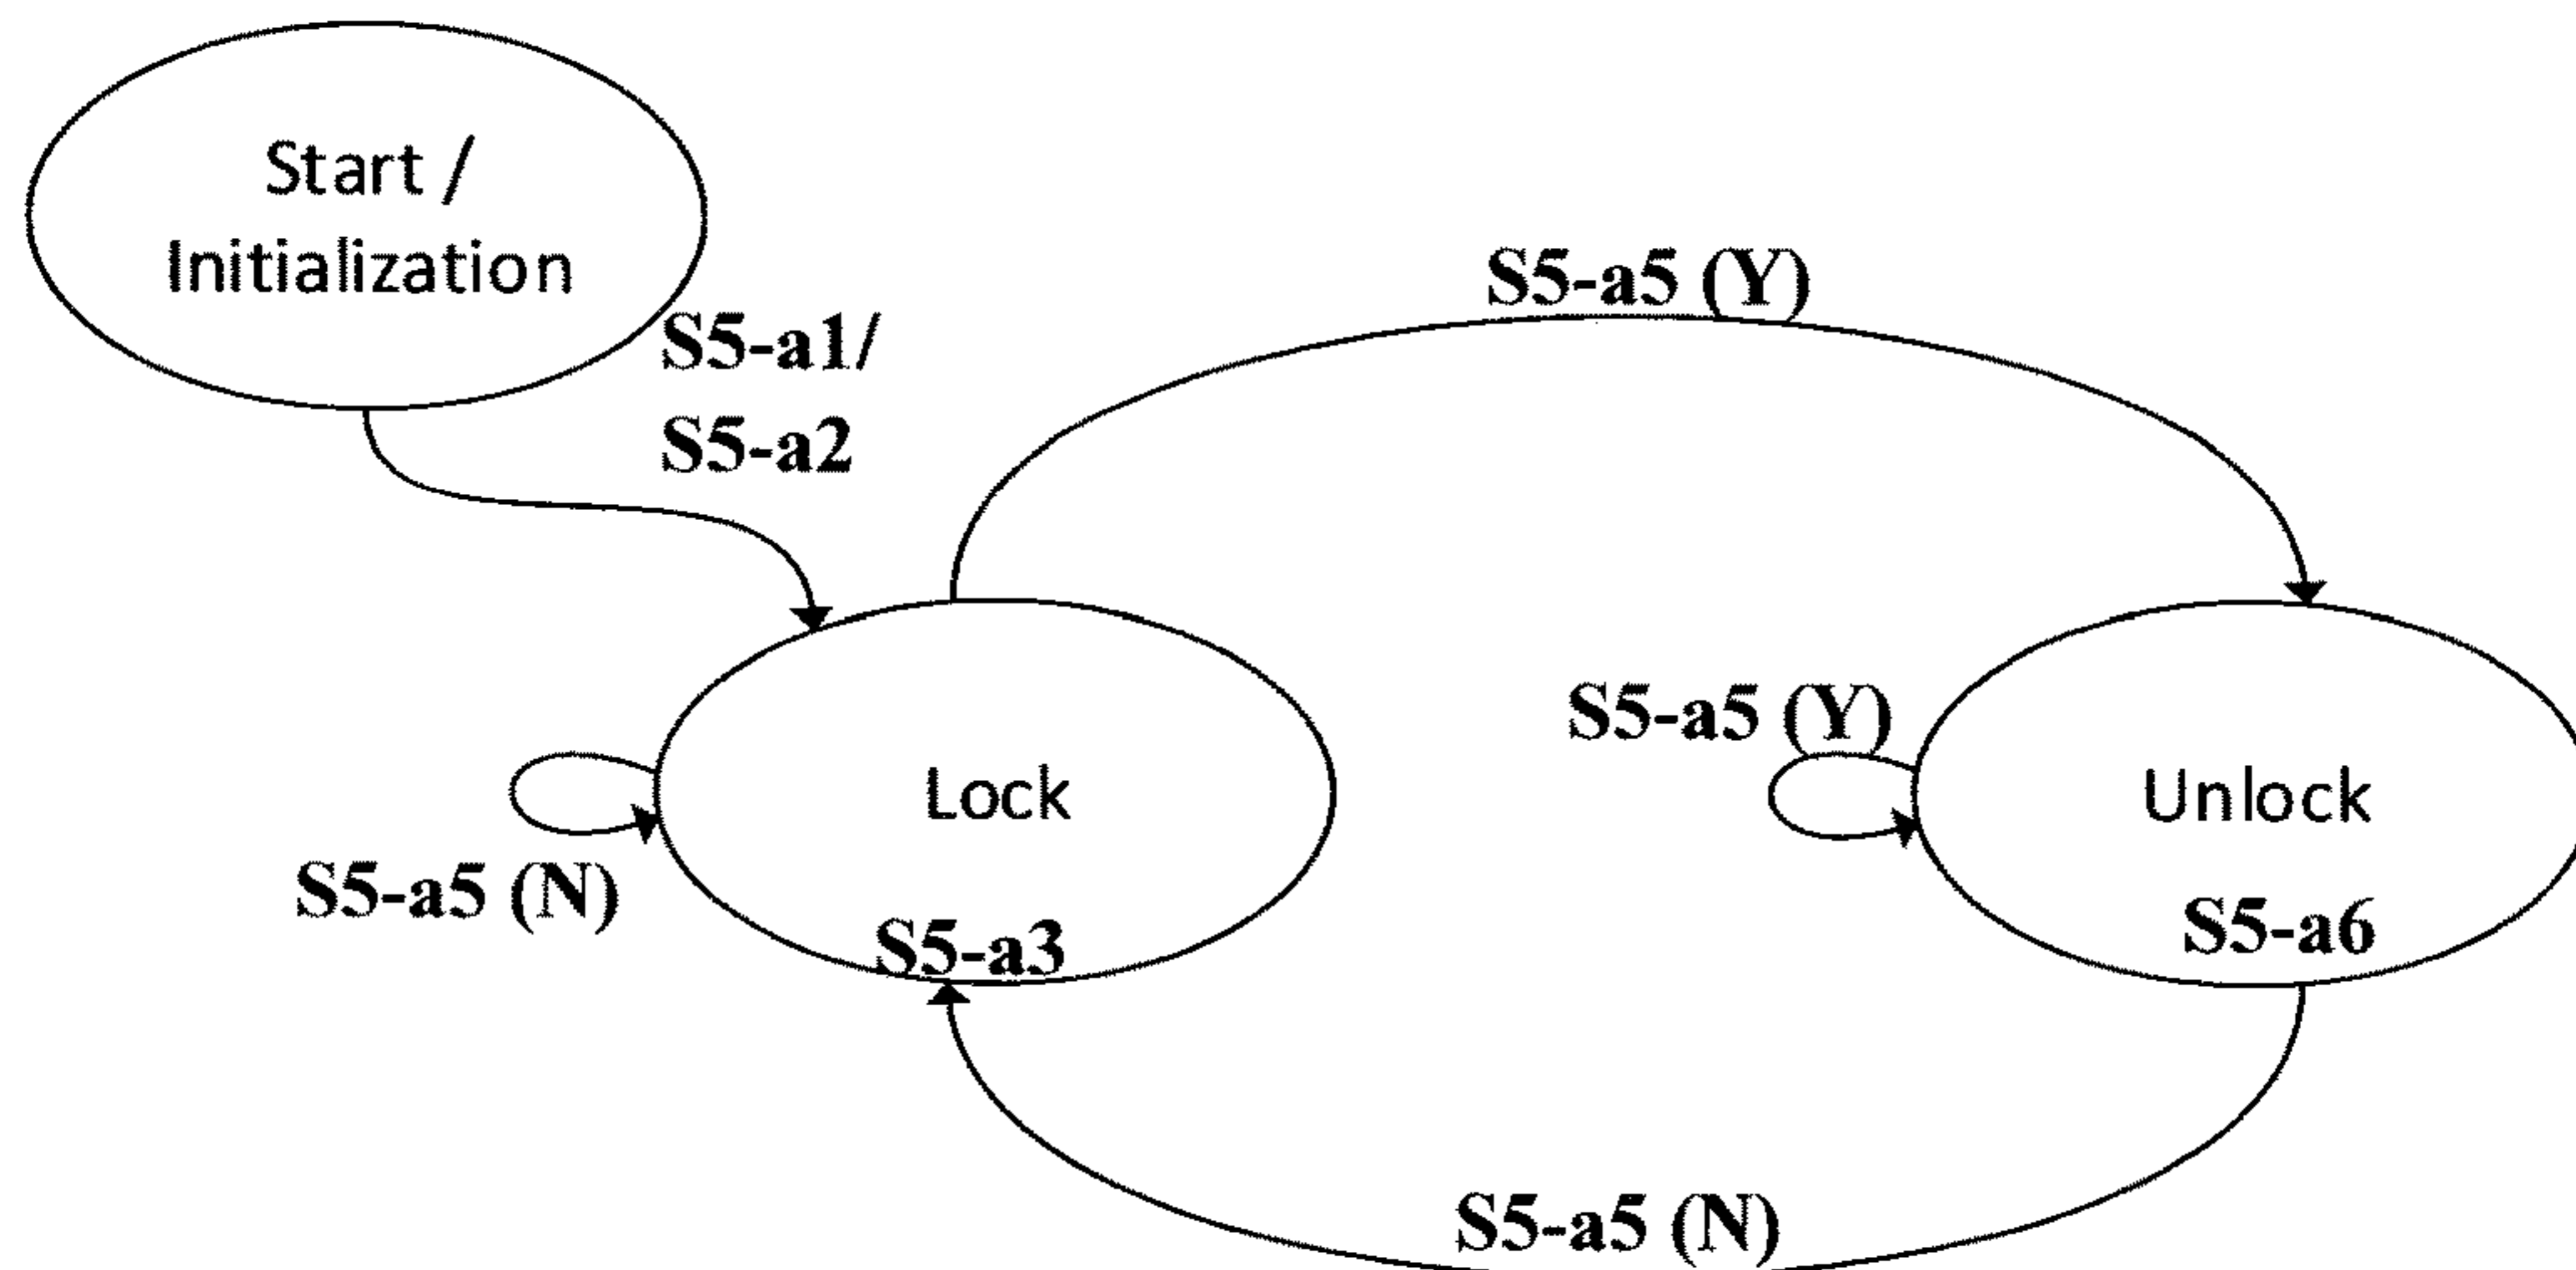 Start /
Initialization
S5-a1/
S5-a2
S5-a5 (Y)
S5-a5 (Y)
Lock
Unlock
S5-a5 (N)
S5-a3
S5-a6
S5-a5 (N)